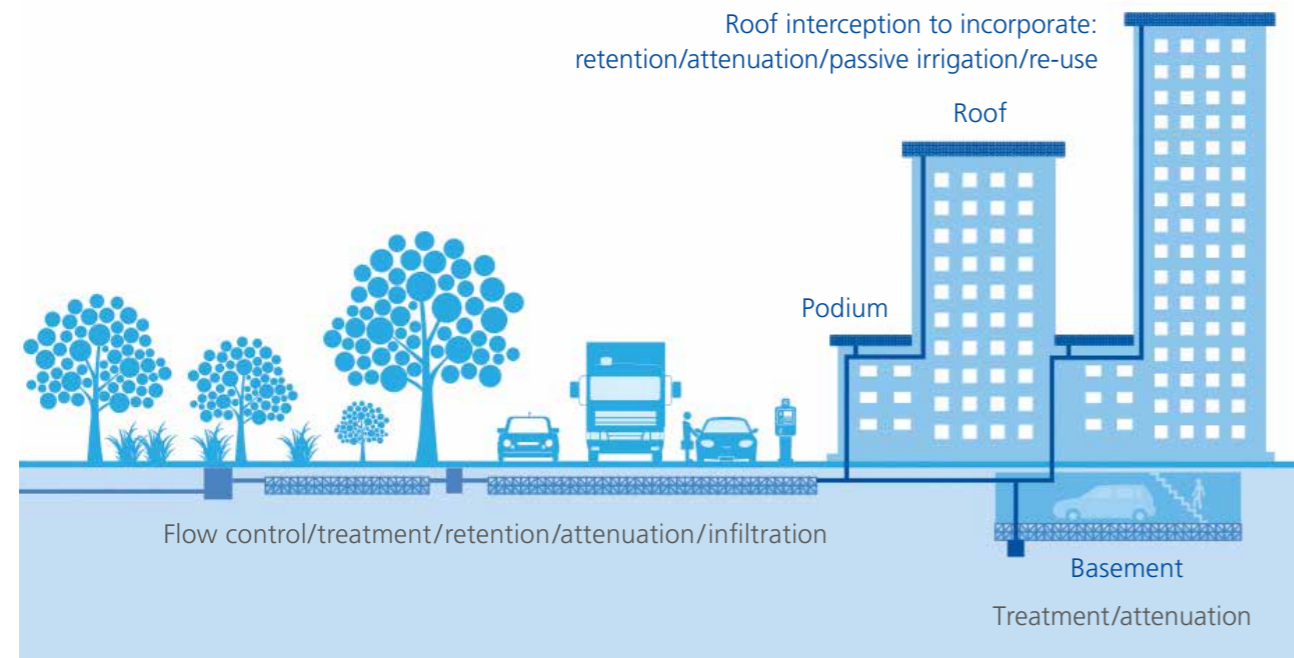 Roof interception to incorporate:
retention/attenuation/passive irrigation/re-use
Roof
Podium
Flow control/treatment/retention/attenuation/infiltration
Basement
Treatment/attenuation